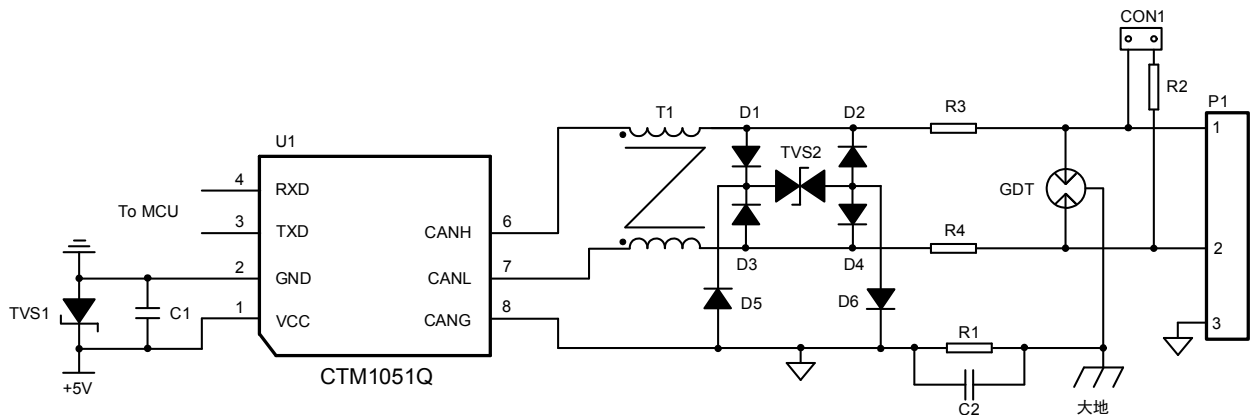 CON1
R2
P1
U1
T1
D1
D2
R3
1
TVS2
4
RXD
GDT
To MCU
3
TXD
CANH
6
R4
2
GND
CANL
7
D3
D4
2
TVS1
C1
1
VCC
CANG
8
D5
D6
R1
3
+5V
CTM1051Q
C2
大地